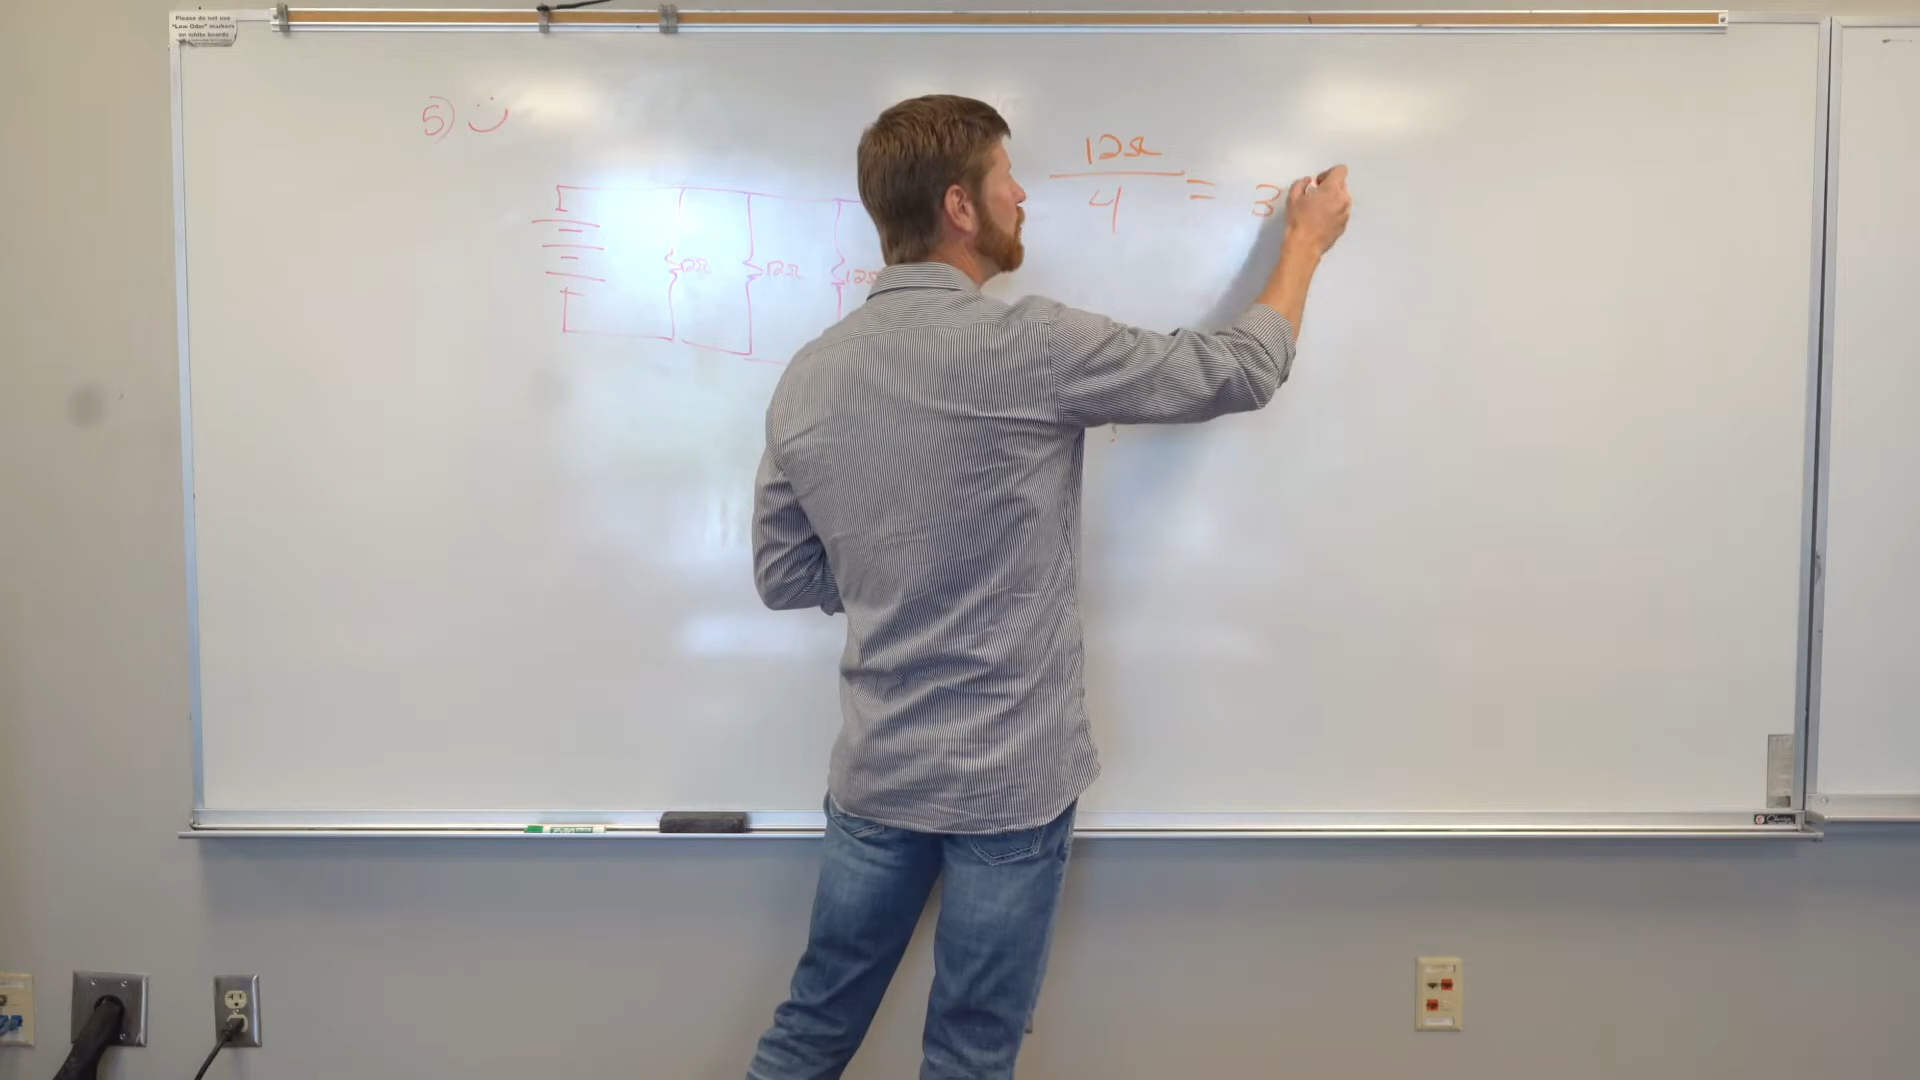 Please do not use
"Low Odor" markers
on white boards
5)
12Ω
4
= 3
12Ω
12Ω
12Ω